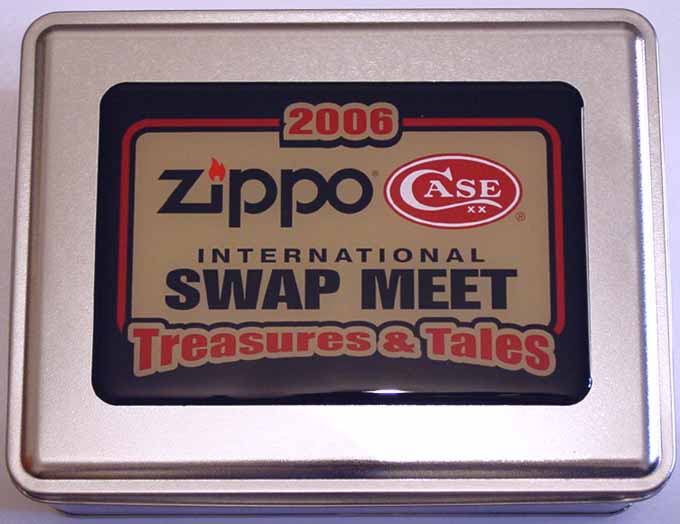 2006
Zippo® CASE XX®
INTERNATIONAL
SWAP MEET
Treasures & Tales